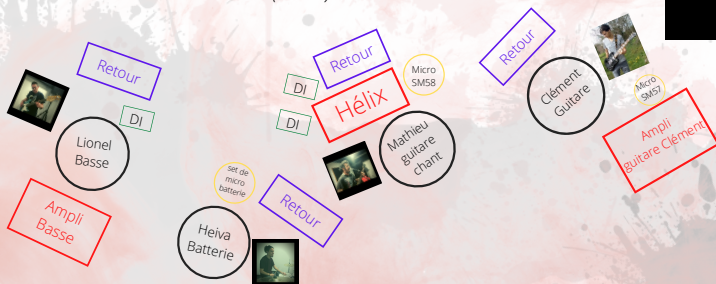 Retour
DI
Lionel
Basse
Ampli
Basse
set de
micro
batterie
Heiva
Batterie
Retour
Retour
DI
DI
Hélix
Micro
SM58
Mathieu
guitare
chant
Retour
Clément
Guitare
Micro
SM57
Ampli
guitare Clément